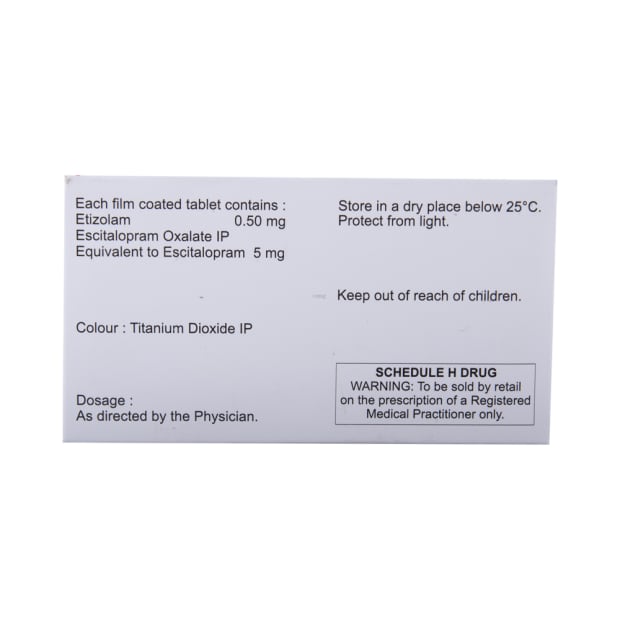 Each film coated tablet contains :
Etizolam 0.50 mg
Escitalopram Oxalate IP
Equivalent to Escitalopram 5 mg
Colour : Titanium Dioxide IP
Dosage :
As directed by the Physician.
Store in a dry place below 25°C.
Protect from light.
Keep out of reach of children.
SCHEDULE H DRUG
WARNING: To be sold by retail
on the prescription of a Registered
Medical Practitioner only.